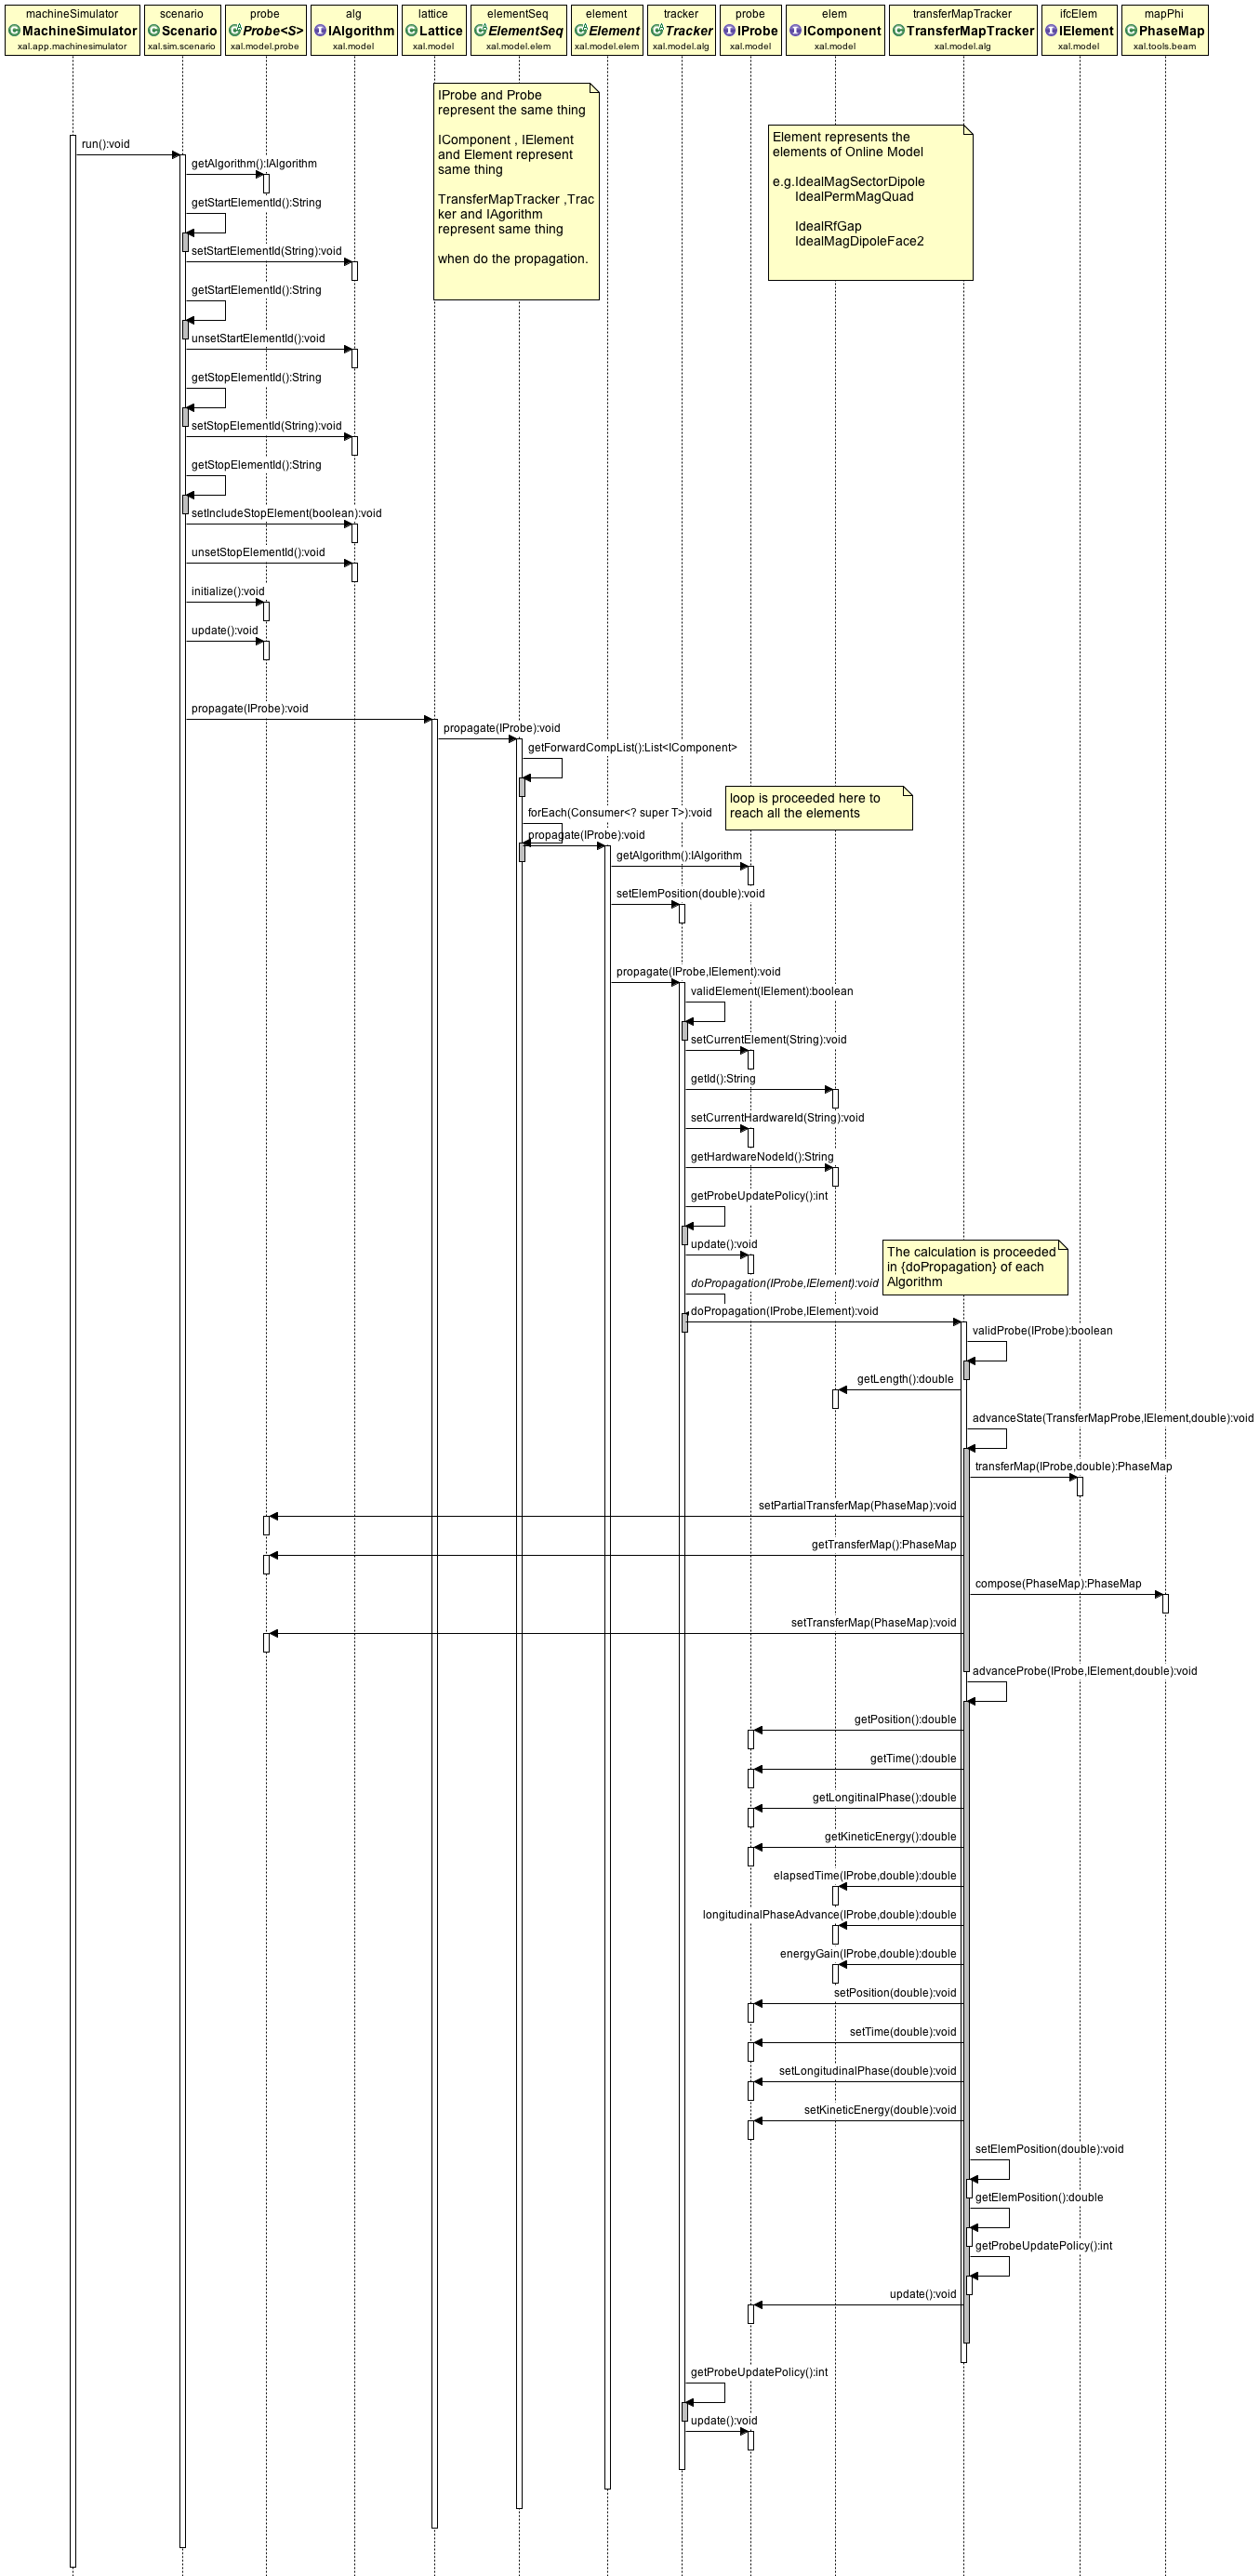 machineSimulator
MachineSimulator
xal.app.machinesimulator
scenario
Scenario
xal.sim.scenario
probe
Probe<S>
xal.model.probe
alg
IAlgorithm
xal.model
lattice
Lattice
xal.model
elementSeq
ElementSeq
xal.model.elem
element
Element
xal.model.elem
tracker
Tracker
xal.model.alg
probe
IProbe
xal.model
elem
IComponent
xal.model
transferMapTracker
TransferMapTracker
xal.model.alg
ifcElem
IElement
xal.model
mapPhi
PhaseMap
xal.tools.beam
IProbe and Probe
represent the same thing
IComponent , IElement
and Element represent
same thing
TransferMapTracker ,Trac
ker and IAgorithm
represent same thing
when do the propagation.
Element represents the
elements of Online Model
e.g.IdealMagSectorDipole
IdealPermMagQuad
IdealRfGap
IdealMagDipoleFace2
run():void
getAlgorithm():IAlgorithm
getStartElementId():String
setStartElementId(String):void
getStartElementId():String
unsetStartElementId():void
getStopElementId():String
setStopElementId(String):void
getStopElementId():String
setIncludeStopElement(boolean):void
unsetStopElementId():void
initialize():void
update():void
propagate(IProbe):void
propagate(IProbe):void
getForwardCompList():List<IComponent>
loop is proceeded here to
reach all the elements
forEach(Consumer<? super T>):void
propagate(IProbe):void
getAlgorithm():IAlgorithm
setElemPosition(double):void
propagate(IProbe,IElement):void
validElement(IElement):boolean
setCurrentElement(String):void
getId():String
setCurrentHardwareId(String):void
getHardwareNodeId():String
getProbeUpdatePolicy():int
update():void
The calculation is proceeded
in {doPropagation} of each
Algorithm
doPropagation(IProbe,IElement):void
doPropagation(IProbe,IElement):void
validProbe(IProbe):boolean
getLength():double
advanceState(TransferMapProbe,IElement,double):void
transferMap(IProbe,double):PhaseMap
setPartialTransferMap(PhaseMap):void
getTransferMap():PhaseMap
compose(PhaseMap):PhaseMap
setTransferMap(PhaseMap):void
advanceProbe(IProbe,IElement,double):void
getPosition():double
getTime():double
getLongitinalPhase():double
getKineticEnergy():double
elapsedTime(IProbe,double):double
longitudinalPhaseAdvance(IProbe,double):double
energyGain(IProbe,double):double
setPosition(double):void
setTime(double):void
setLongitudinalPhase(double):void
setKineticEnergy(double):void
setElemPosition(double):void
getElemPosition():double
getProbeUpdatePolicy():int
update():void
getProbeUpdatePolicy():int
update():void